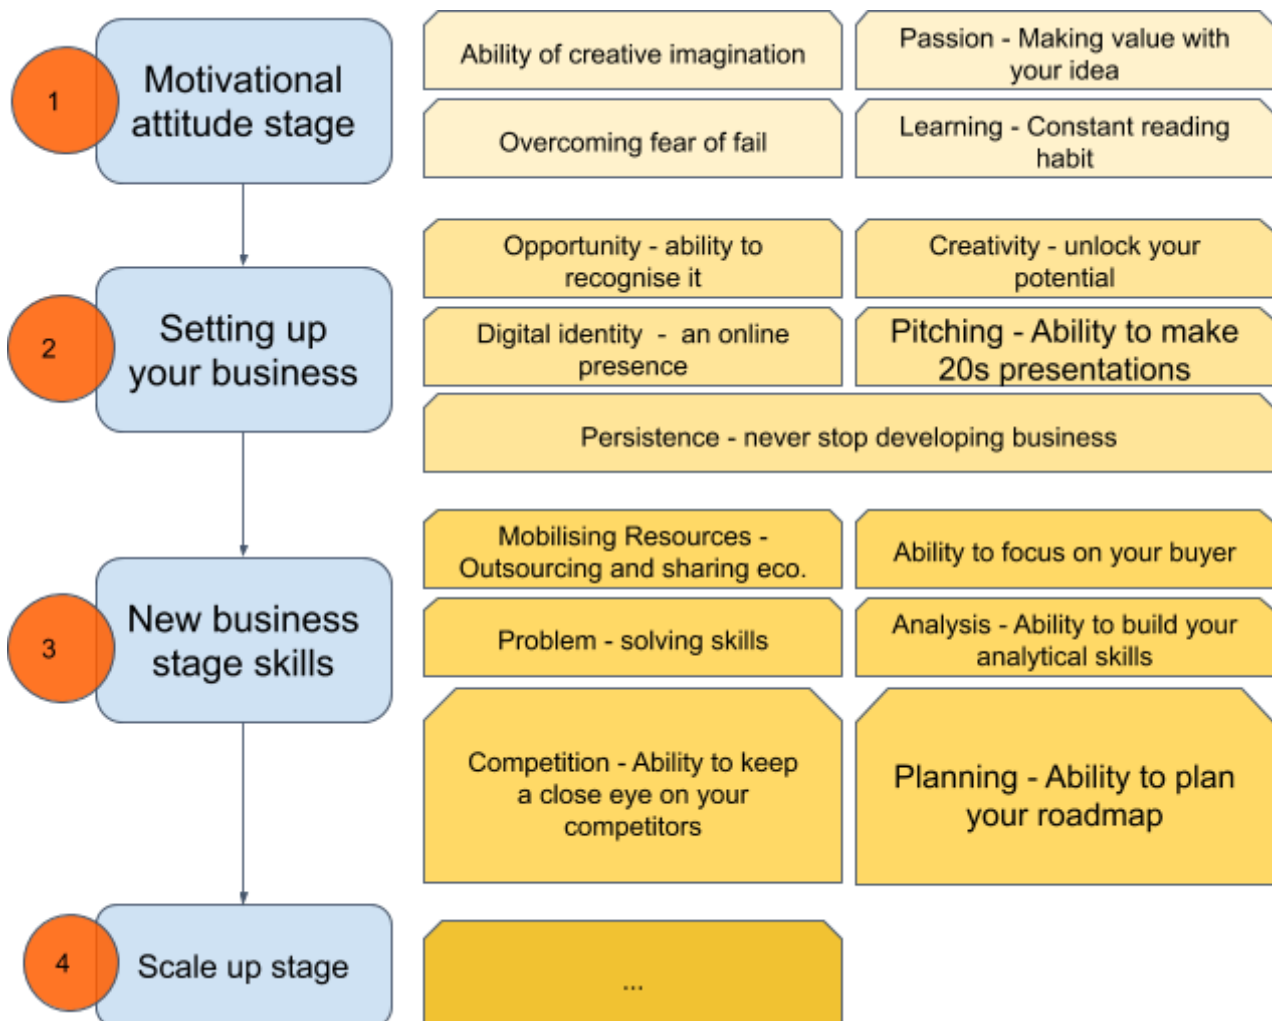 1
Motivational
attitude stage
Ability of creative imagination
Passion - Making value with
your idea
Overcoming fear of fail
Learning - Constant reading
habit
2
Setting up
your business
Opportunity - ability to
recognise it
Creativity - unlock your
potential
Digital identity - an online
presence
Pitching - Ability to make
20s presentations
Persistence - never stop developing business
3
New business
stage skills
Mobilising Resources -
Outsourcing and sharing eco.
Ability to focus on your buyer
Problem - solving skills
Analysis - Ability to build your
analytical skills
Competition - Ability to keep
a close eye on your
competitors
Planning - Ability to plan
your roadmap
4
Scale up stage
...